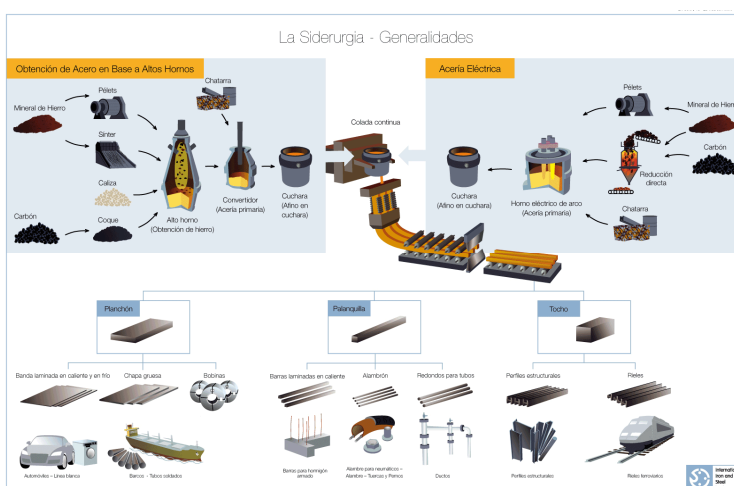 La Siderurgia - Generalidades
Obtención de Acero en Base a Altos Hornos
Acería Eléctrica
Chatarra
Pélets
Mineral de Hierro
Sinter
Caliza
Carbón
Coque
Alto horno
(Obtención de hierro)
Convertidor
(Acería primaria)
Cuchara
(Afino en
cuchara)
Colada continua
Cuchara
(Afino en cuchara)
Horno eléctrico de arco
(Acería primaria)
Pélets
Mineral de Hierro
Carbón
Reducción
directa
Chatarra
Planchón
Palanquilla
Tocho
Banda laminada en caliente y en frío
Chapa gruesa
Bobinas
Barras laminadas en caliente
Alambrón
Redondos para tubos
Perfiles estructurales
Rieles
Automóviles – Línea blanca
Barcos - Tubos soldados
Barras para hormigón
armado
Alambre para neumáticos –
Alambre – Tuercas y Pernos
Ductos
Perfiles estructurales
Rieles ferroviarios
Iron and
Steel